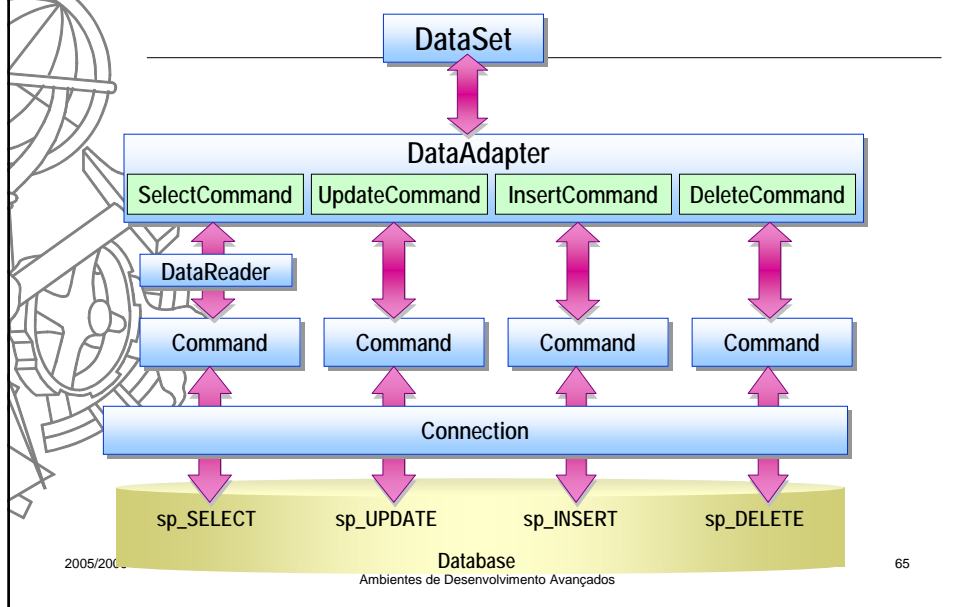 DataSet
DataAdapter
SelectCommand UpdateCommand InsertCommand DeleteCommand
DataReader
Command Command Command Command
Connection
sp_SELECT sp_UPDATE sp_INSERT sp_DELETE
Database
Ambientes de Desenvolvimento Avançados
65